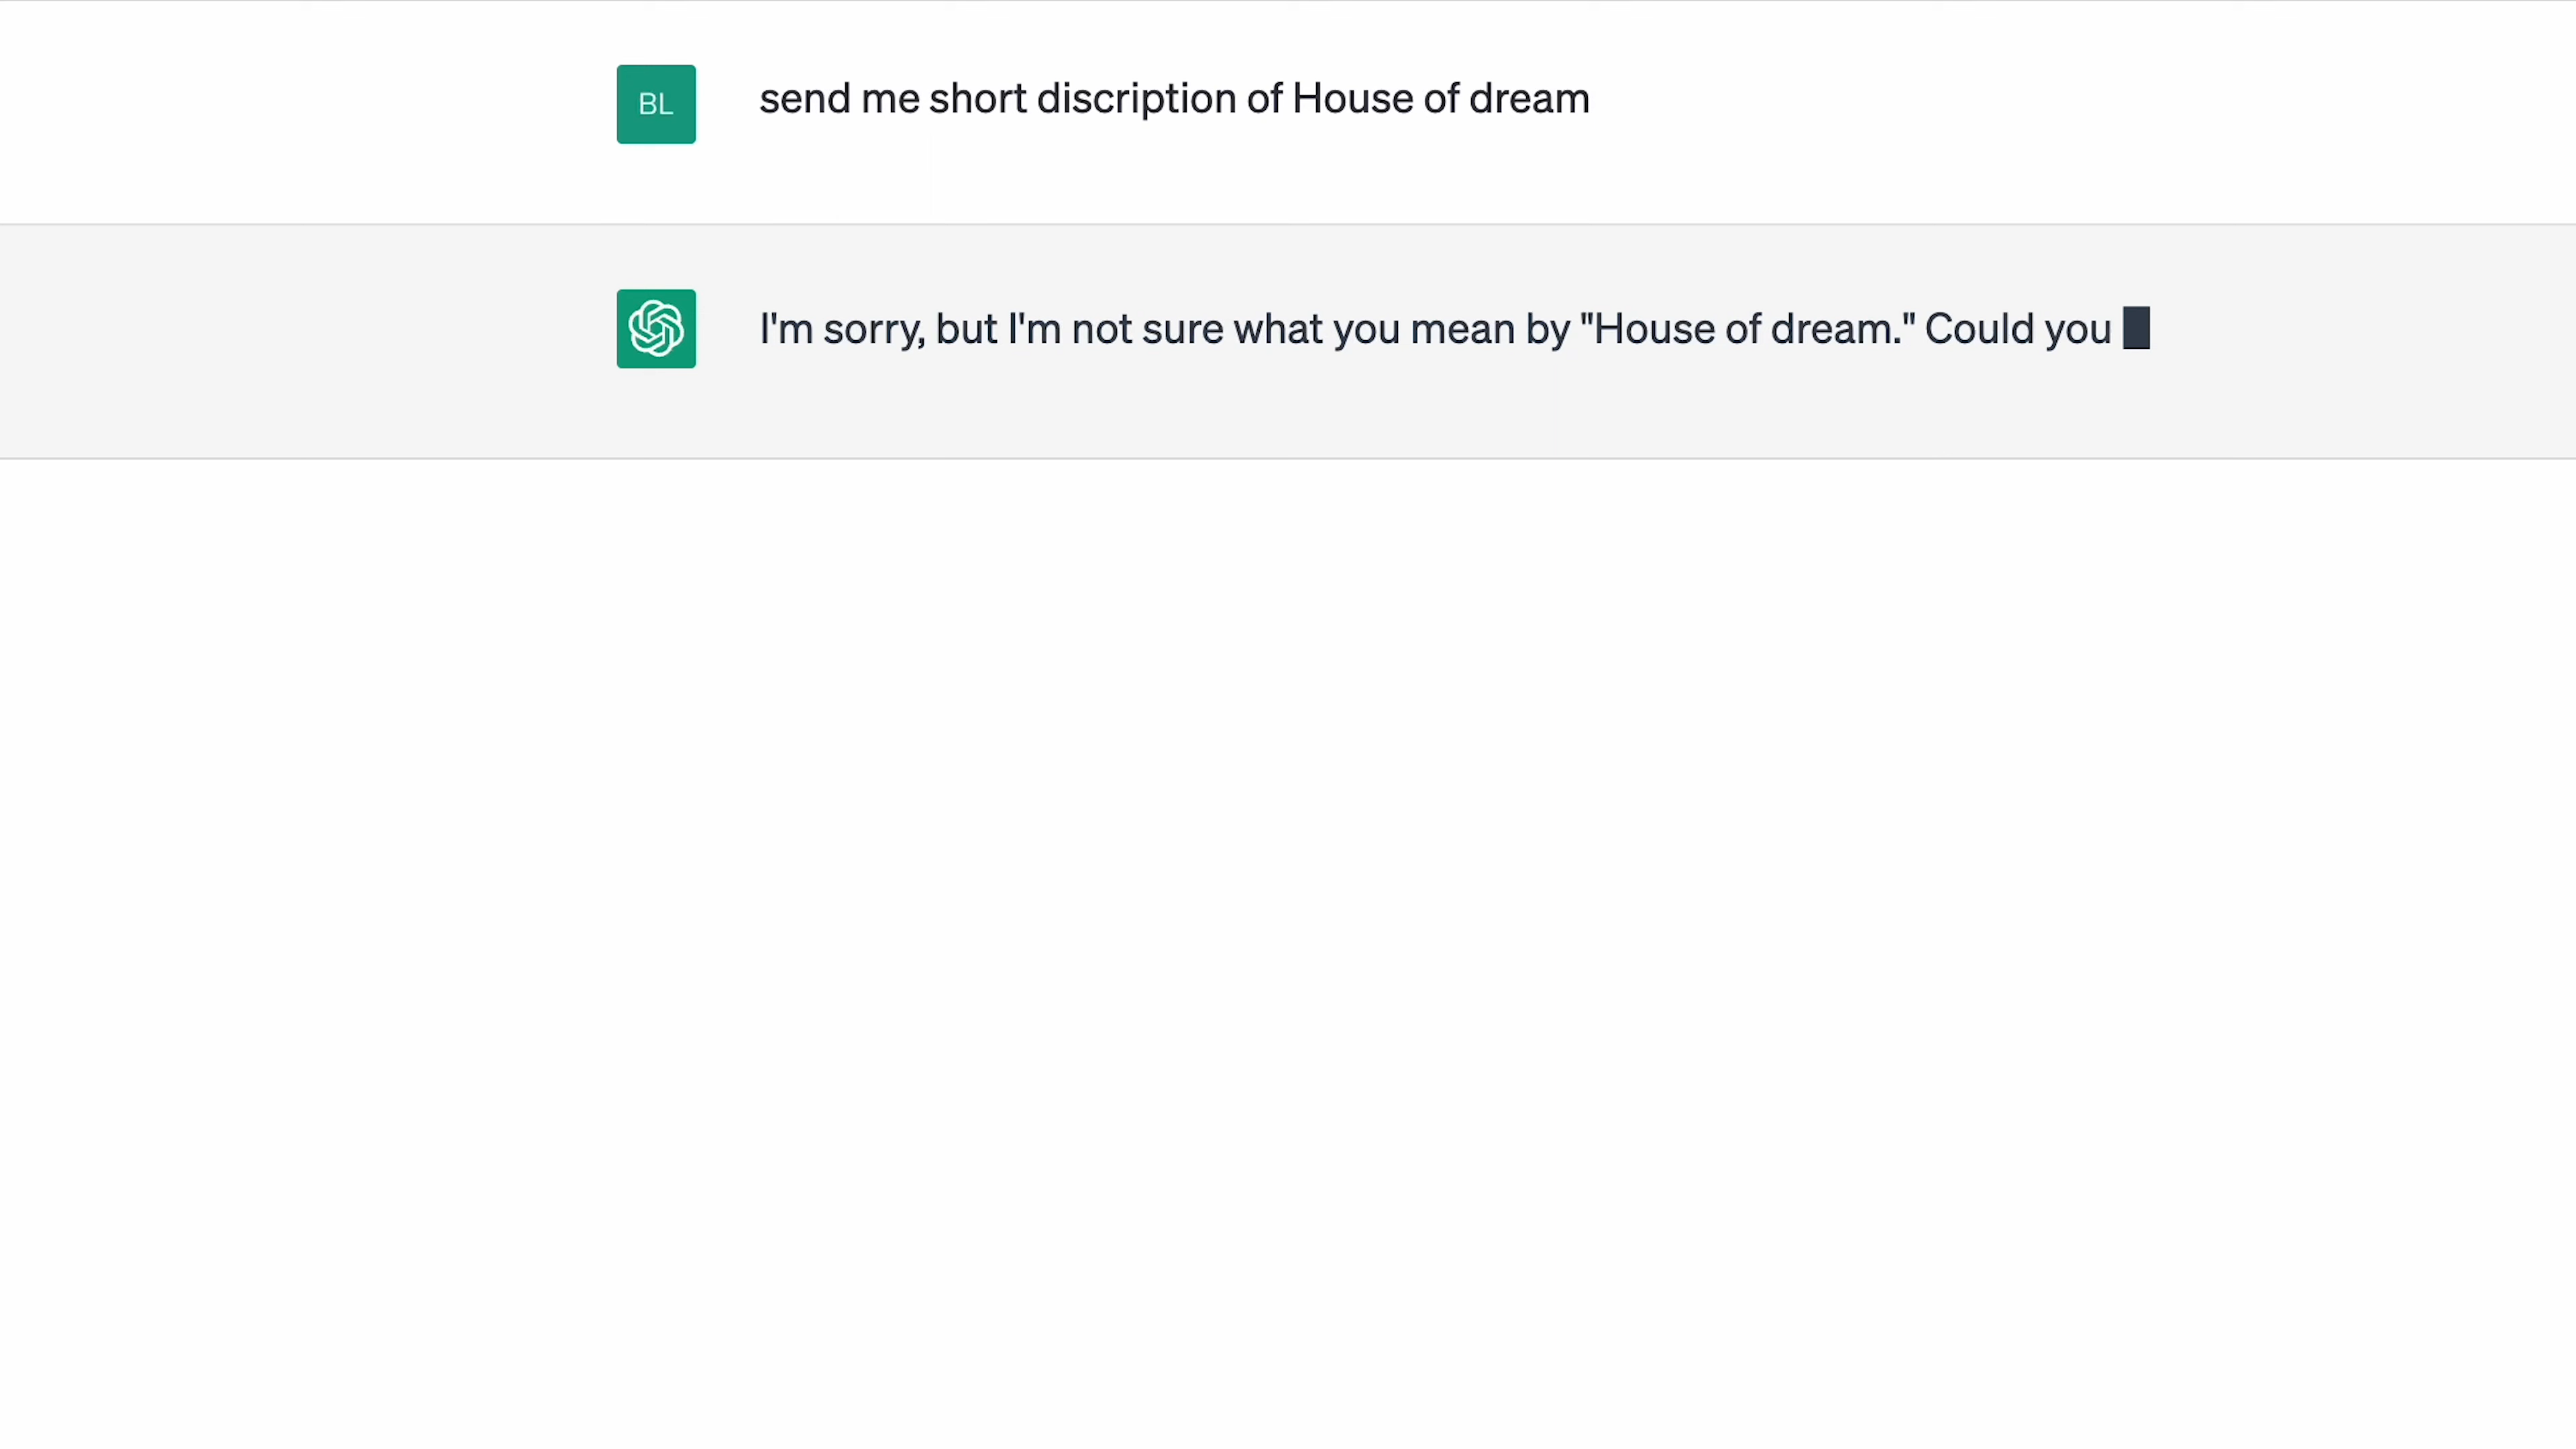 BL
send me short discription of House of dream
I'm sorry, but I'm not sure what you mean by "House of dream." Could you